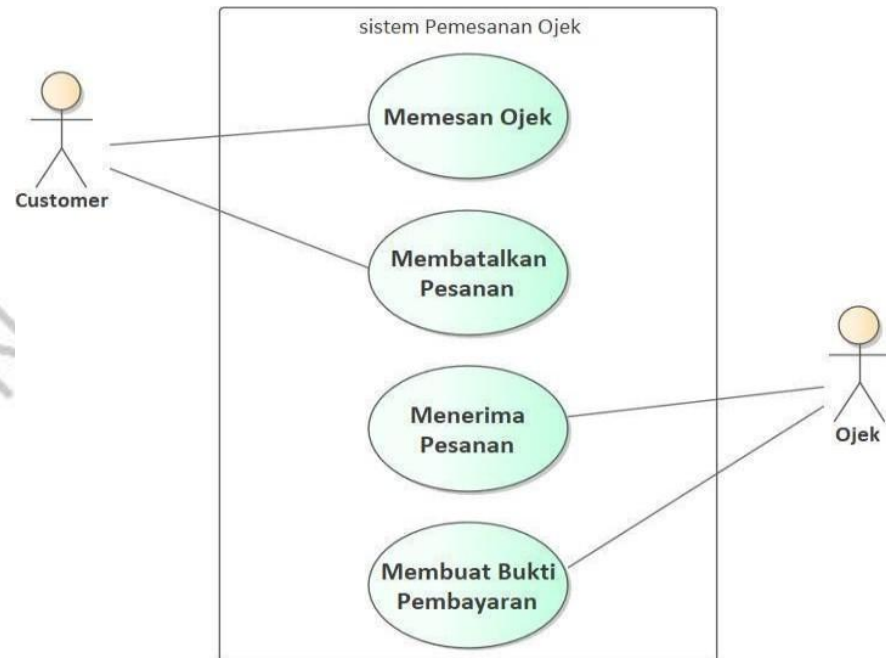 sistem Pemesanan Ojek
Memesan Ojek
Customer
Membatalkan
Pesanan
Menerima
Pesanan
Ojek
Membuat Bukti
Pembayaran